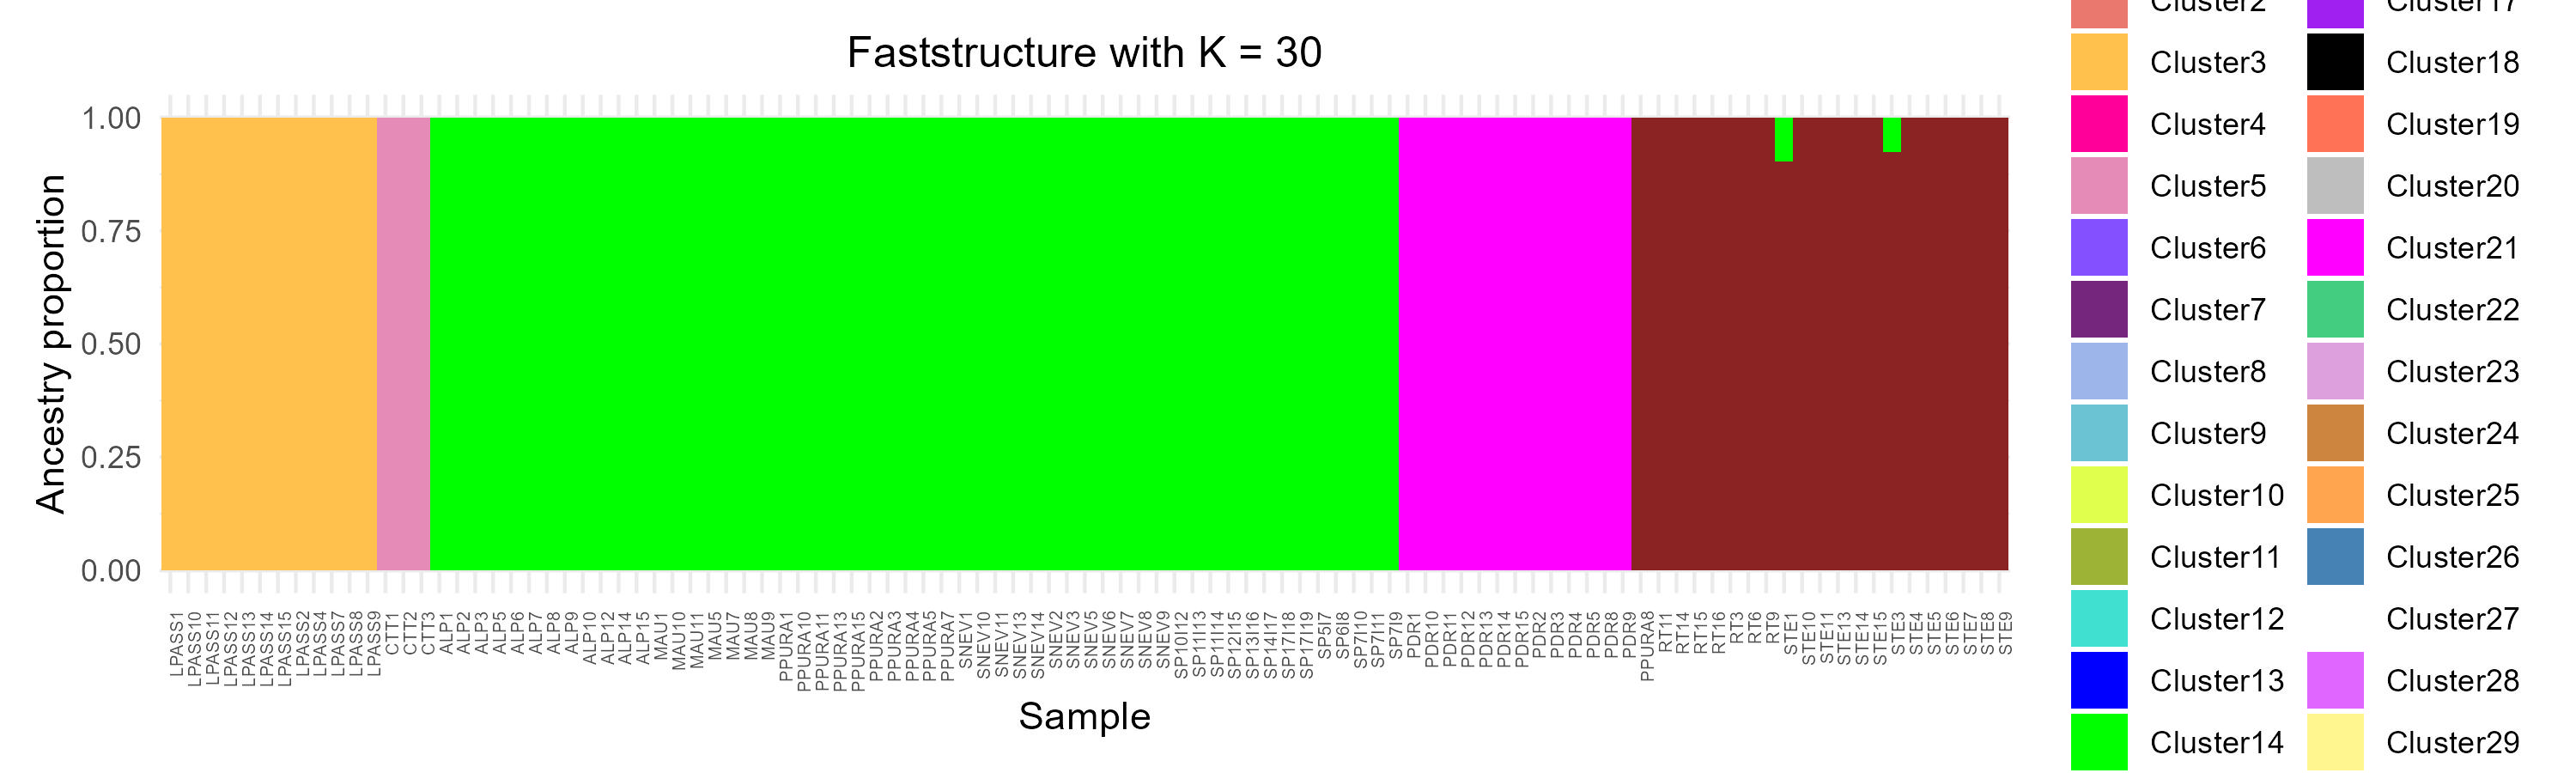 Faststructure with K = 30
Ancestry proportion
1.00
0.75
0.50
0.25
0.00
LPASS1
LPASS10
LPASS11
LPASS12
LPASS13
LPASS14
LPASS15
LPASS2
LPASS4
LPASS7
LPASS8
LPASS9
CTT1
CTT2
CTT3
ALP1
ALP2
ALP3
ALP5
ALP6
ALP7
ALP8
ALP9
ALP10
ALP12
ALP14
ALP15
MAU1
MAU10
MAU11
MAU5
MAU7
MAU8
MAU9
PPURA1
PPURA10
PPURA11
PPURA13
PPURA15
PPURA2
PPURA3
PPURA4
PPURA5
PPURA7
SNEV1
SNEV10
SNEV11
SNEV13
SNEV14
SNEV2
SNEV3
SNEV5
SNEV6
SNEV7
SNEV8
SNEV9
SP10I12
SP11I13
SP11I14
SP12I15
SP13I16
SP14I17
SP17I18
SP17I19
SP5I7
SP6I8
SP7I10
SP7I11
SP7I9
PDR1
PDR10
PDR11
PDR12
PDR13
PDR14
PDR15
PDR2
PDR3
PDR4
PDR5
PDR8
PDR9
PPURA8
RT11
RT14
RT15
RT16
RT3
RT6
RT9
STE1
STE10
STE11
STE13
STE14
STE15
STE3
STE4
STE5
STE6
STE7
STE8
STE9
Sample
Cluster2
Cluster3
Cluster4
Cluster5
Cluster6
Cluster7
Cluster8
Cluster9
Cluster10
Cluster11
Cluster12
Cluster13
Cluster14
Cluster17
Cluster18
Cluster19
Cluster20
Cluster21
Cluster22
Cluster23
Cluster24
Cluster25
Cluster26
Cluster27
Cluster28
Cluster29